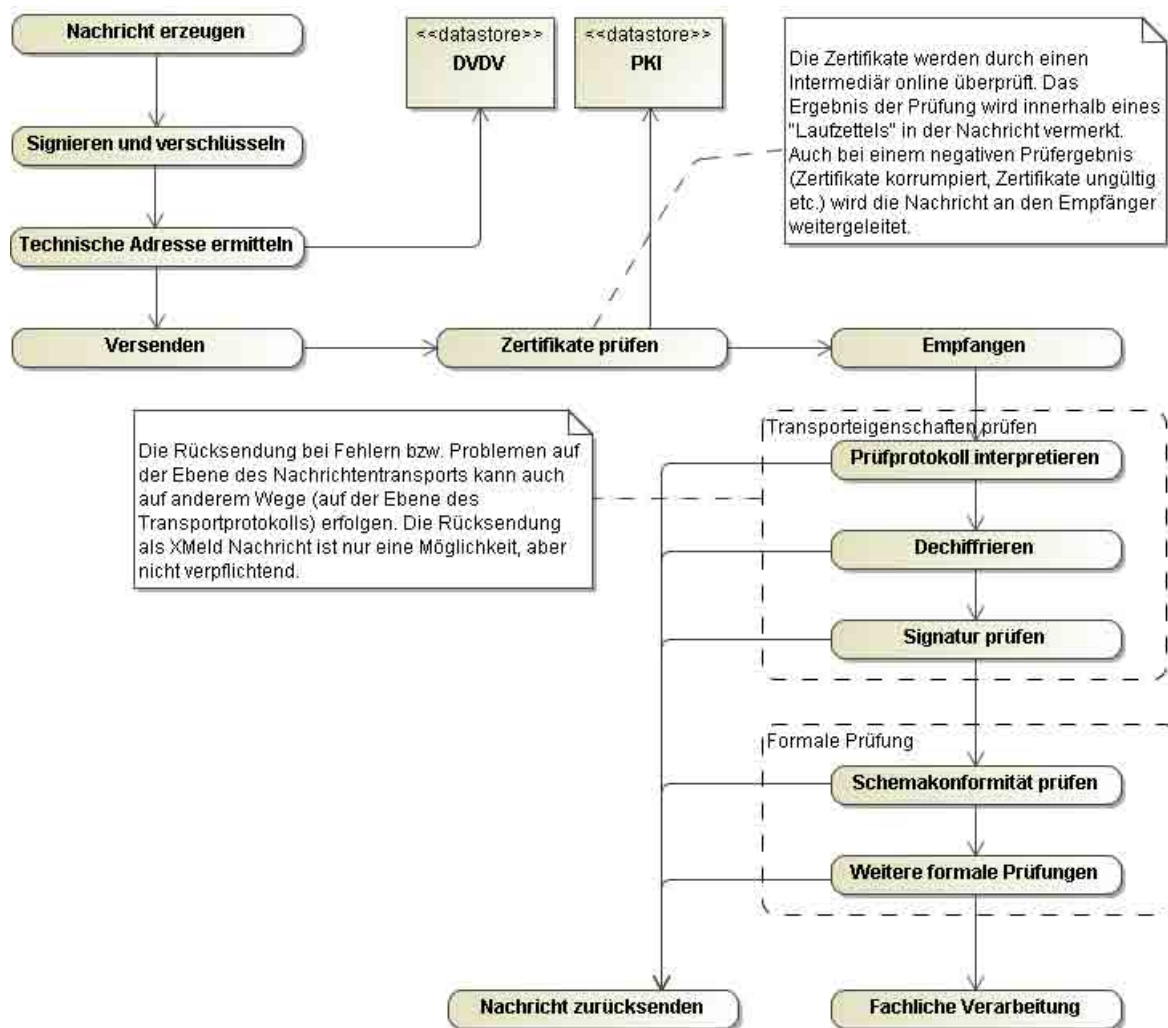 Nachricht erzeugen
<<datastore>>
DVDV
<<datastore>>
PKI
Die Zertifikate werden durch einen
Intermediär online überprüft. Das
Ergebnis der Prüfung wird innerhalb eines
"Laufzettels" in der Nachricht vermerkt.
Auch bei einem negativen Prüfergebnis
(Zertifikate korrumpiert, Zertifikate ungültig
etc.) wird die Nachricht an den Empfänger
weitergeleitet.
Signieren und verschlüsseln
Technische Adresse ermitteln
Versenden
Zertifikate prüfen
Empfangen
Die Rücksendung bei Fehlern bzw. Problemen auf
der Ebene des Nachrichtentransports kann auch
auf anderem Wege (auf der Ebene des
Transportprotokolls) erfolgen. Die Rücksendung
als XMeld Nachricht ist nur eine Möglichkeit, aber
nicht verpflichtend.
Transporteigenschaften prüfen
Prüfprotokoll interpretieren
Dechiffrieren
Signatur prüfen
Formale Prüfung
Schemakonformität prüfen
Weitere formale Prüfungen
Nachricht zurücksenden
Fachliche Verarbeitung